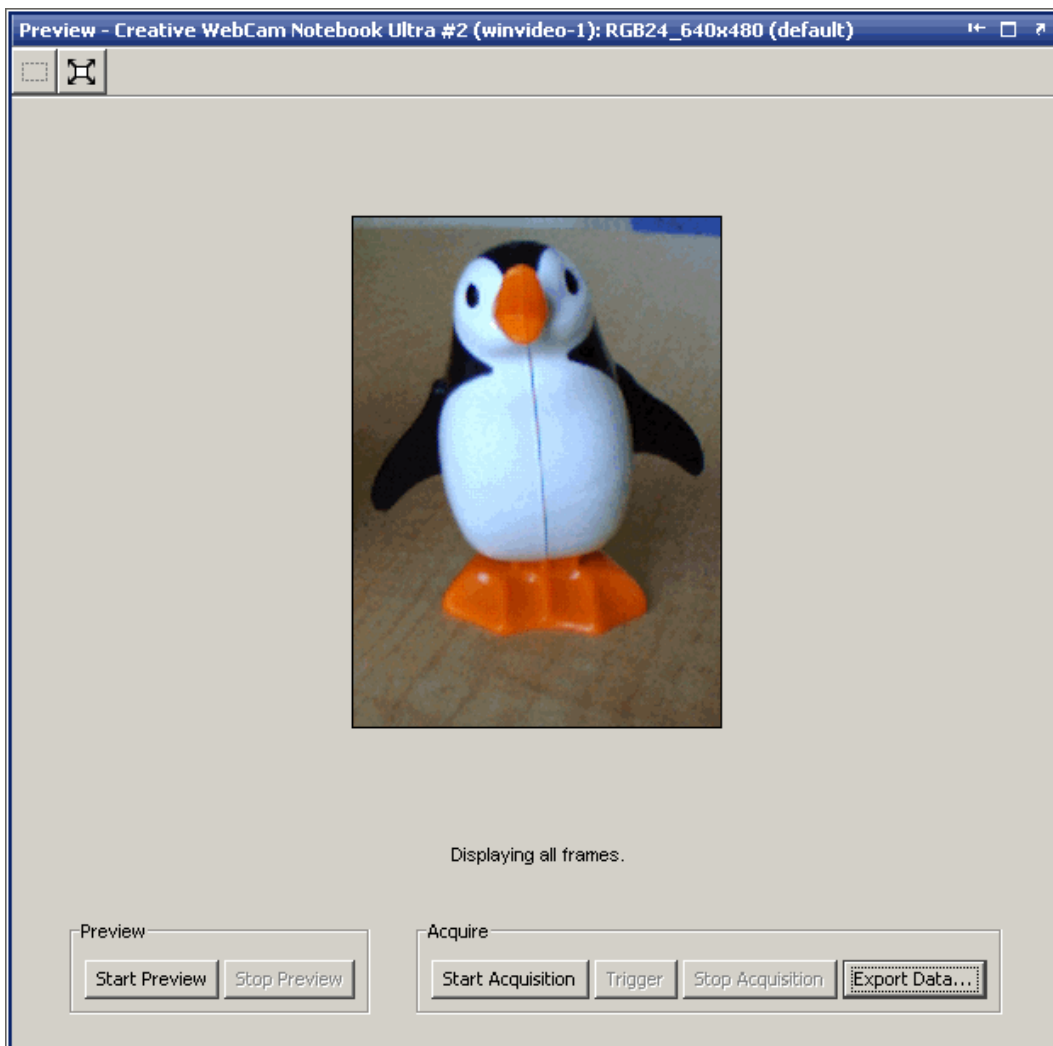 Preview - Creative WebCam Notebook Ultra #2 (winvideo-1): RGB24_640x480 (default)
Displaying all frames.
Preview
Start Preview Stop Preview
Acquire
Start Acquisition Trigger Stop Acquisition Export Data...